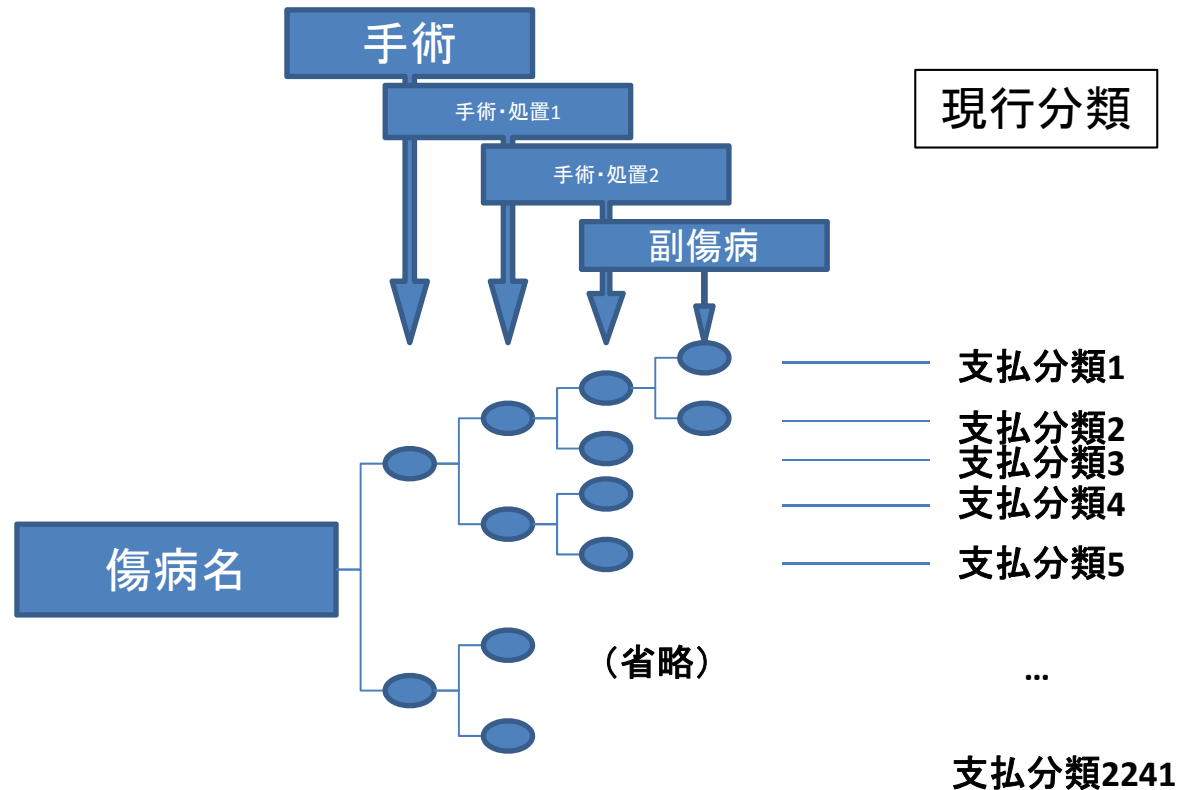 手術
手術・処置1
手術・処置2
副傷病
現行分類
傷病名
支払分類1
支払分類2
支払分類3
支払分類4
支払分類5
（省略）
…
支払分類2241